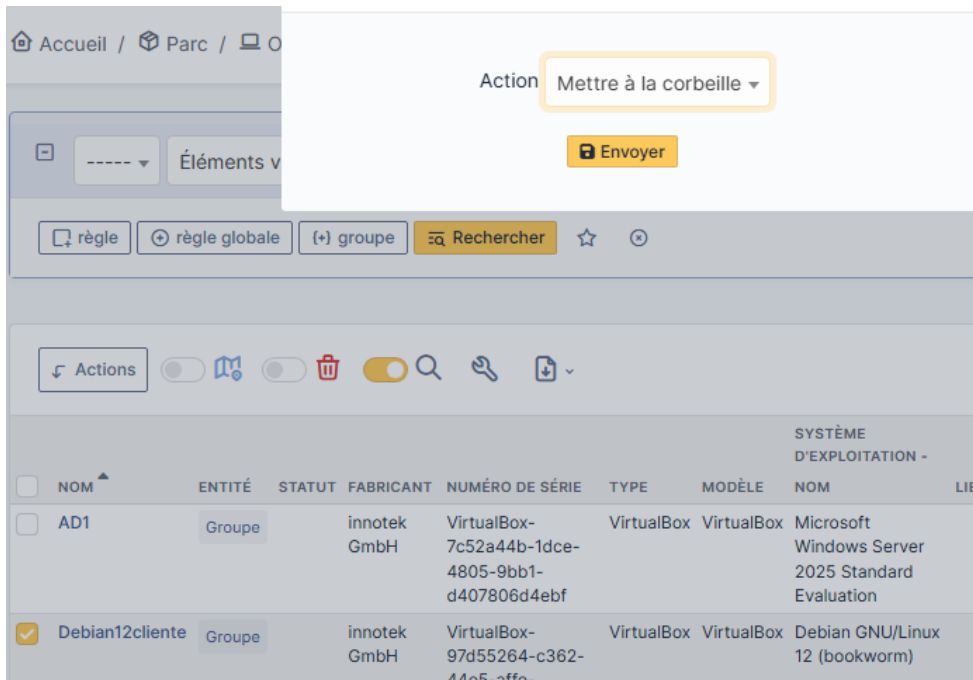 Accueil / Parc / O
Action Mettre à la corbeille
Envoyer
----- Éléments v
règle règle globale {+} groupe Rechercher
Actions
SYSTÈME
D'EXPLOITATION -
NOM ENTITÉ STATUT FABRICANT NUMÉRO DE SÉRIE TYPE MODÈLE NOM LIE
AD1 Groupe innotek VirtualBox- VirtualBox VirtualBox Microsoft
GmbH 7c52a44b-1dce- Windows Server
4805-9bb1- 2025 Standard
d407806d4ebf Evaluation
Debian12cliente Groupe innotek VirtualBox- VirtualBox VirtualBox Debian GNU/Linux
GmbH 97d55264-c362- 12 (bookworm)